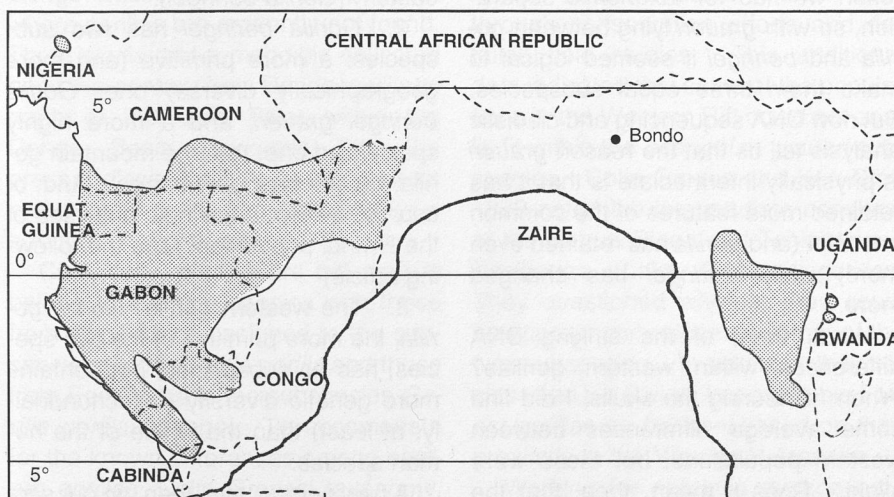 CENTRAL AFRICAN REPUBLIC
NIGERIA
5°
CAMEROON
Bondo
EQUAT.
GUINEA
ZAIRE
UGANDA
0°
GABON
RWANDA
CONGO
5°
CABINDA